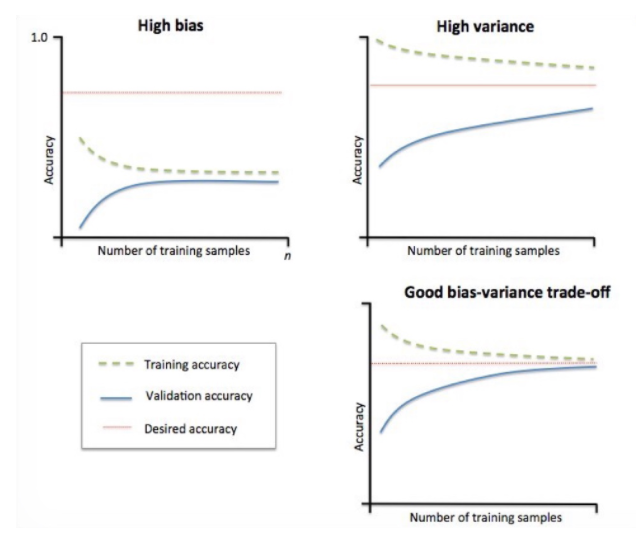 High bias
High variance
1.0
Accuracy
Number of training samples
n
Accuracy
Number of training samples
Good bias-variance trade-off
Training accuracy
Validation accuracy
Desired accuracy
Accuracy
Number of training samples